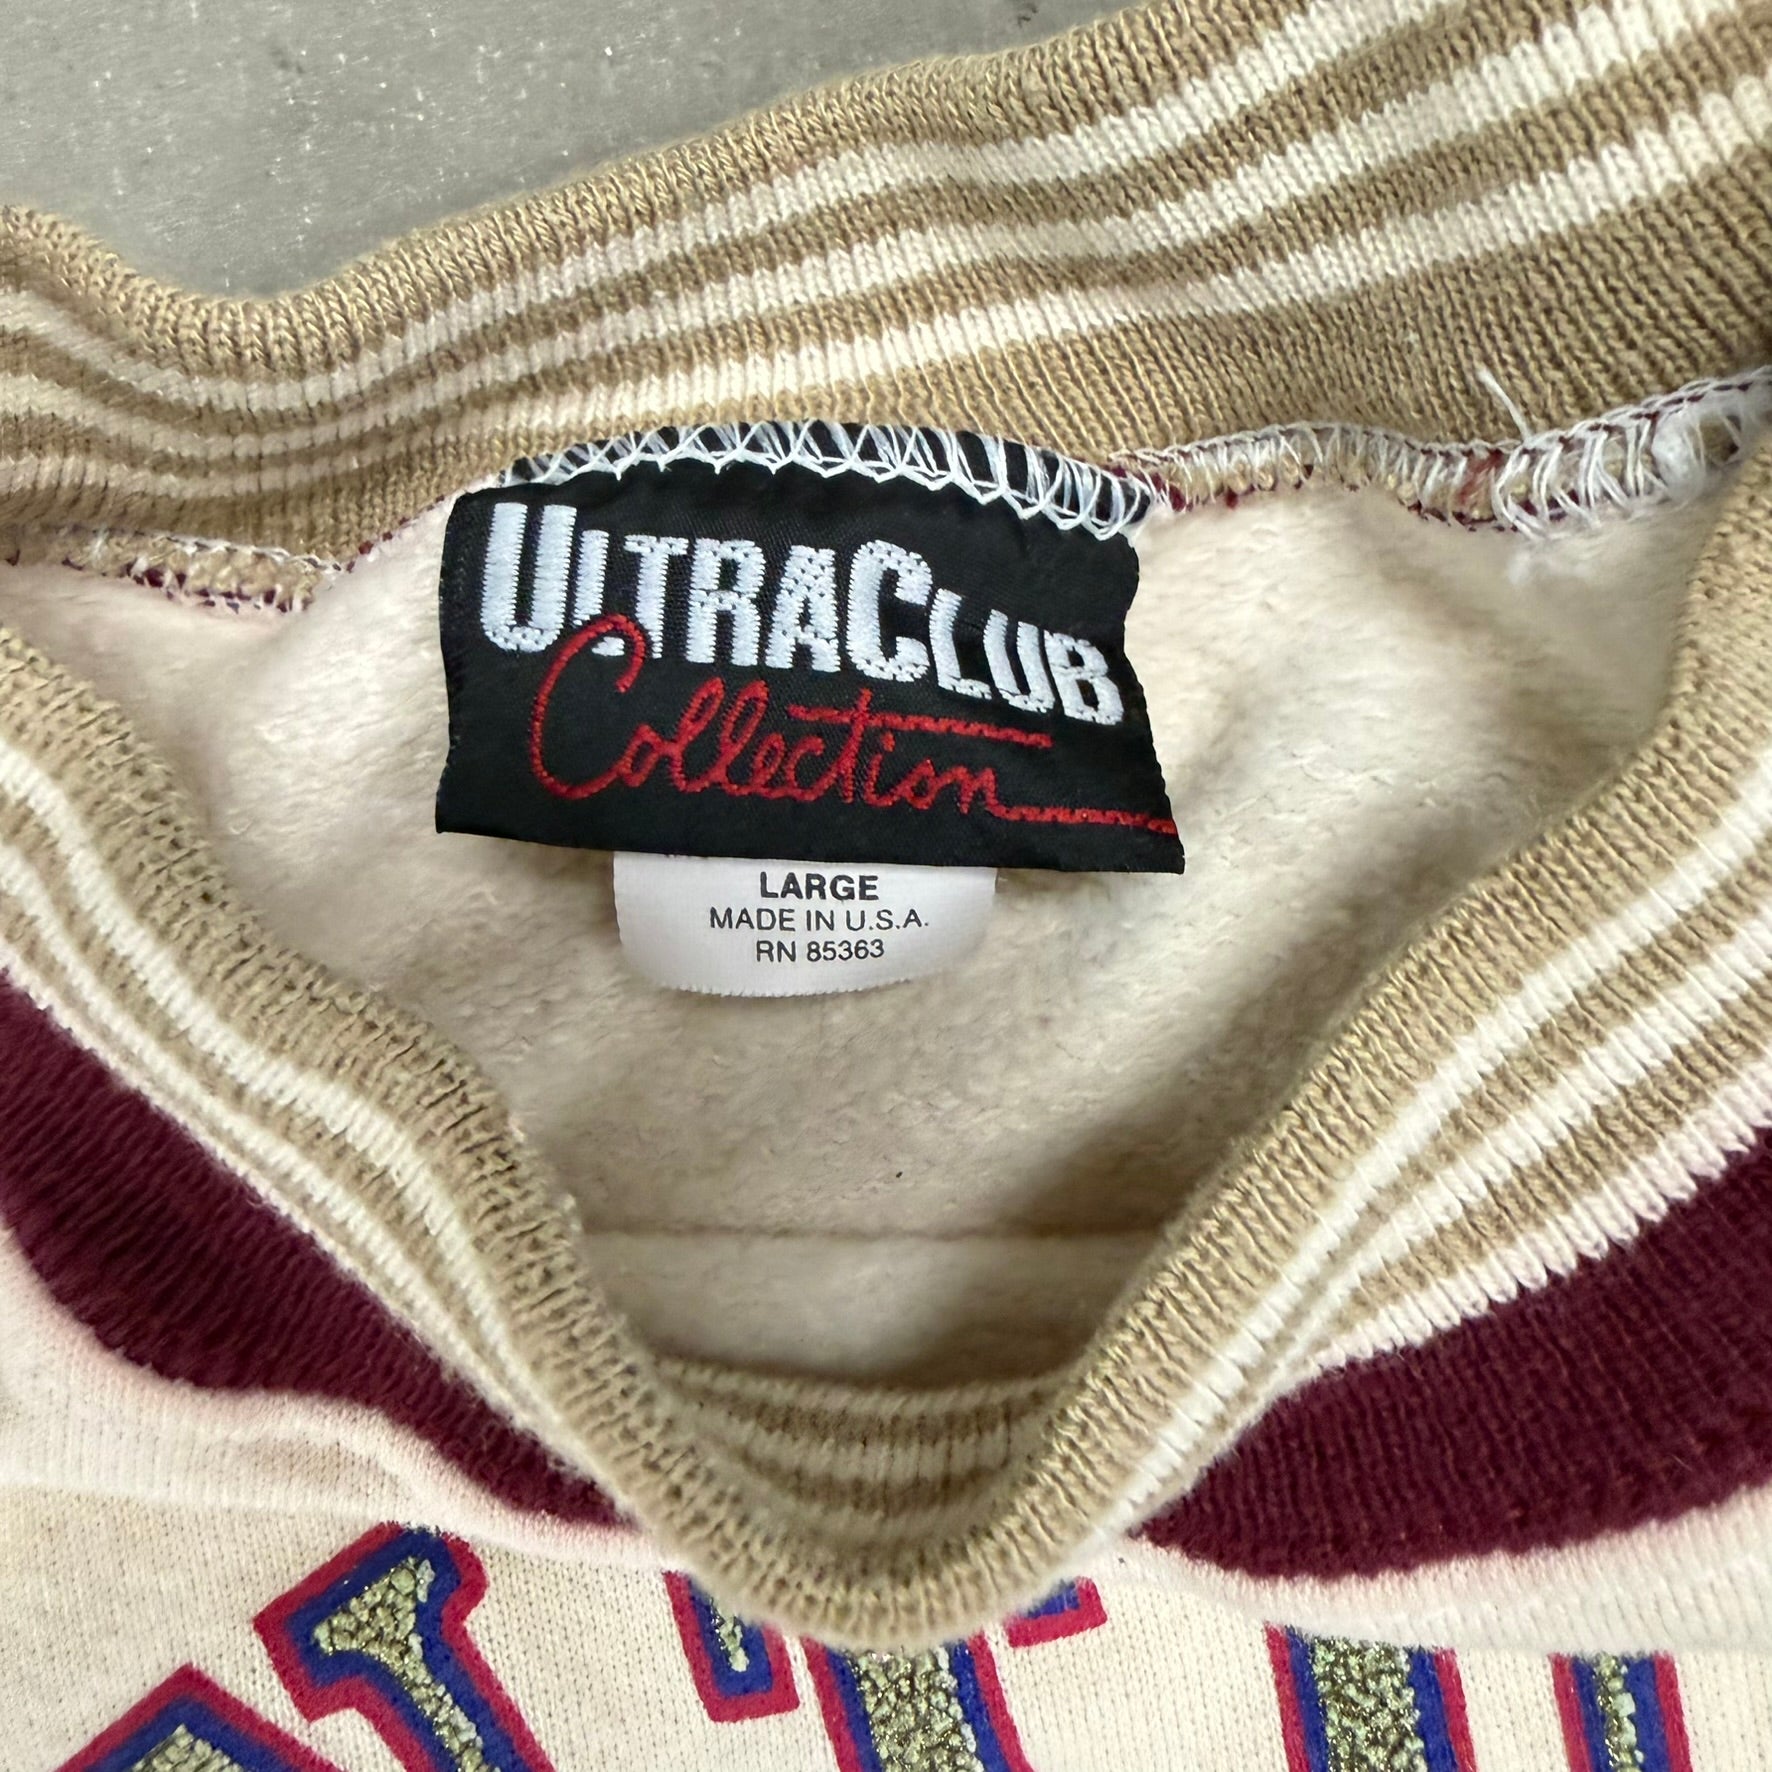 ULTRACLUB
Collection
LARGE
MADE IN U.S.A.
RN 85363